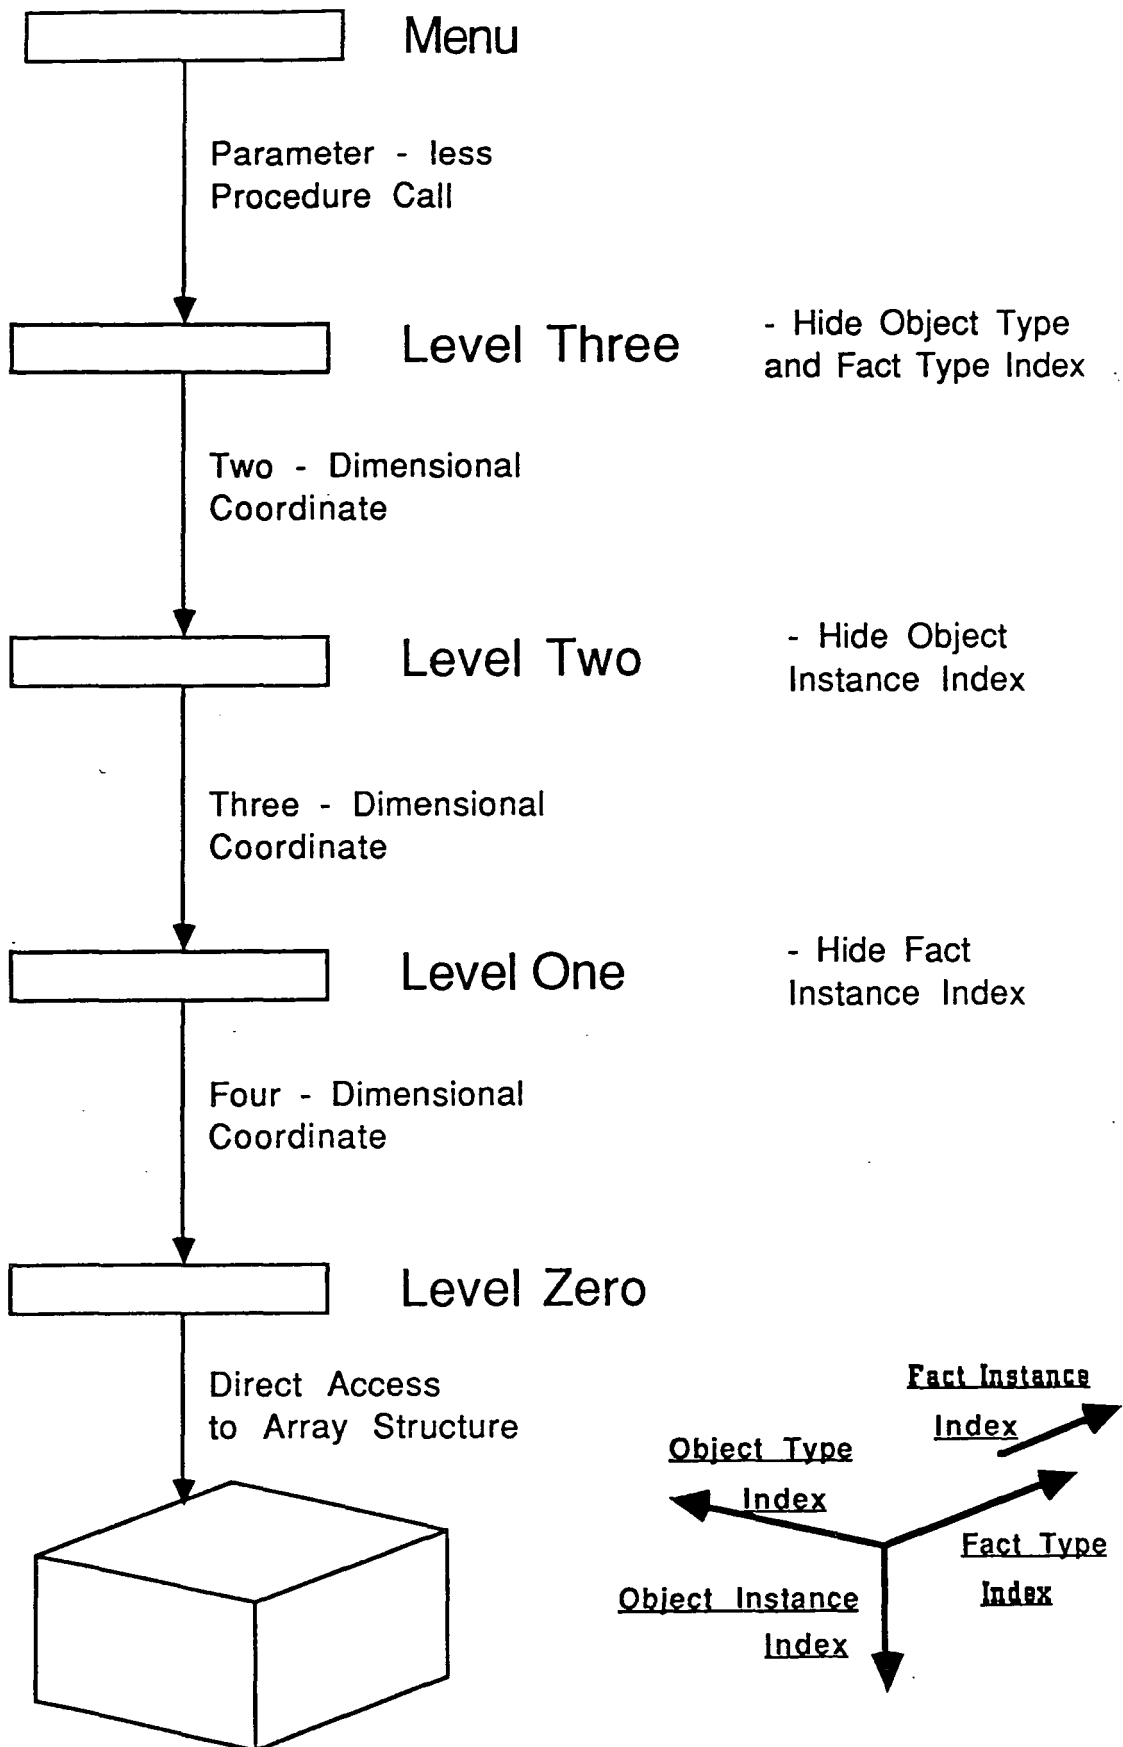 Menu
Parameter - less
Procedure Call
Level Three
- Hide Object Type
and Fact Type Index
Two - Dimensional
Coordinate
Level Two
- Hide Object
Instance Index
Three - Dimensional
Coordinate
Level One
- Hide Fact
Instance Index
Four - Dimensional
Coordinate
Level Zero
Direct Access
to Array Structure
Fact Instance
Index
Object Type
Index
Fact Type
Index
Object Instance
Index